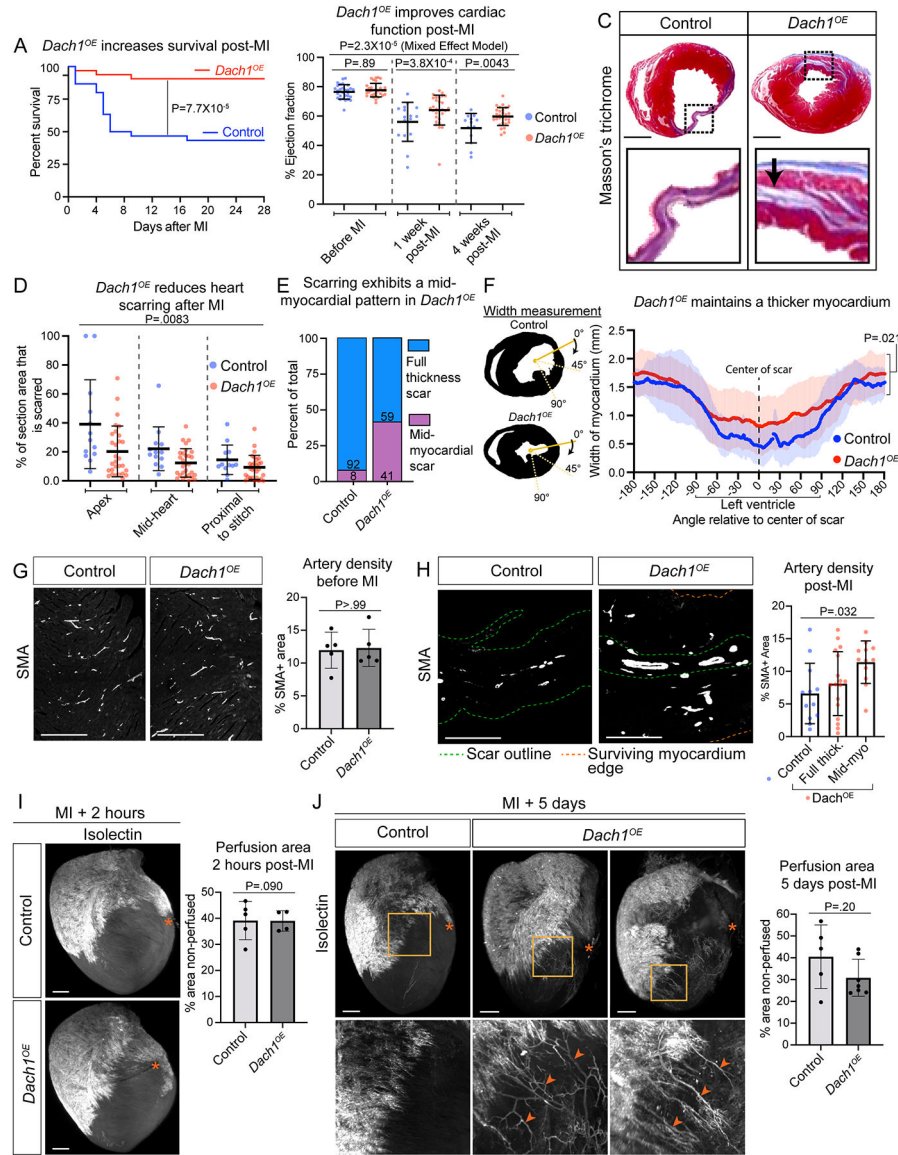 A
Dach1OE increases survival post-MI
Percent survival
100
80
60
40
20
0
Dach1OE
P=7.7X10-5
Control
0 4 8 12 16 20 24 28
Days after MI
Dach1OE improves cardiac
function post-MI
P=2.3X10-5 (Mixed Effect Model)
P=.89 P=3.8X10-4 P=.0043
% Ejection fraction
100
80
60
40
20
0
Control
Dach1OE
Before MI
1 week
post-MI
4 weeks
post-MI
C
Control Dach1OE
Masson's trichrome
D
Dach1OE reduces heart
scarring after MI
P=.0083
% of section area that
is scarred
100
80
60
40
20
0.0
Control
Dach1OE
Apex
Mid-heart
Proximal
to stitch
E
Scarring exhibits a mid-
myocardial pattern in Dach1OE
Percent of total
100
75
50
25
0
92
8
59
41
Full
thickness
scar
Mid-
myocardial
scar
Control
Dach1OE
F
Width measurement
Control
0°
45°
90°
Dach1OE
0°
45°
90°
Dach1OE maintains a thicker myocardium
P=.021
Width of myocardium (mm)
2.5
2.0
1.5
1.0
0.5
0.0
Center of scar
Control
Dach1OE
-160 -150 -120 -90 -60 -30 0 30 60 90 120 150 180
Left ventricle
Angle relative to center of scar
G
Control Dach1OE
SMA
Artery density
before MI
P>.99
% SMA+ area
20
15
10
5
0
Control
Dach1OE
H
Control Dach1OE
SMA
Scar outline
Surviving myocardium
edge
Artery density
post-MI
P=.032
% SMA+ Area
20
15
10
5
0
Control
Full thick.
Mid-myo
DachOE
I
MI + 2 hours
Isolectin
Control
Dach1OE
*
*
Perfusion area
2 hours post-MI
P=.090
% area non-perfused
50
40
30
20
10
0
Control
Dach1OE
J
MI + 5 days
Control Dach1OE
Isolectin
*
*
*
Perfusion area
5 days post-MI
P=.20
% area non-perfused
60
50
40
30
20
10
0
Control
Dach1OE